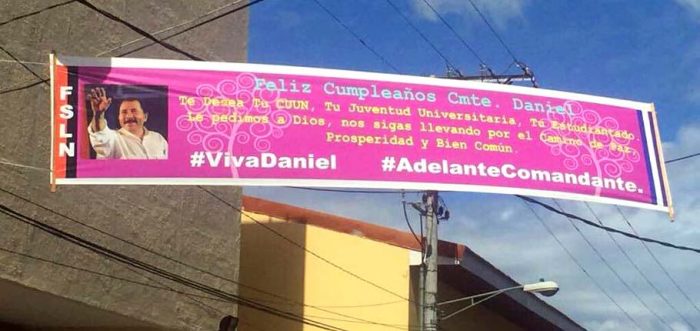 FSLN
Feliz Cumpleaños Cmte. Daniel
Te Desea Tu CUUN, Tu Juventud Universitaria, Tu Estudiantado.
Le pedimos a Dios, nos sigas llevando por el Camino de Paz,
Prosperidad y Bien Común.
#VivaDaniel #AdelanteComandante.